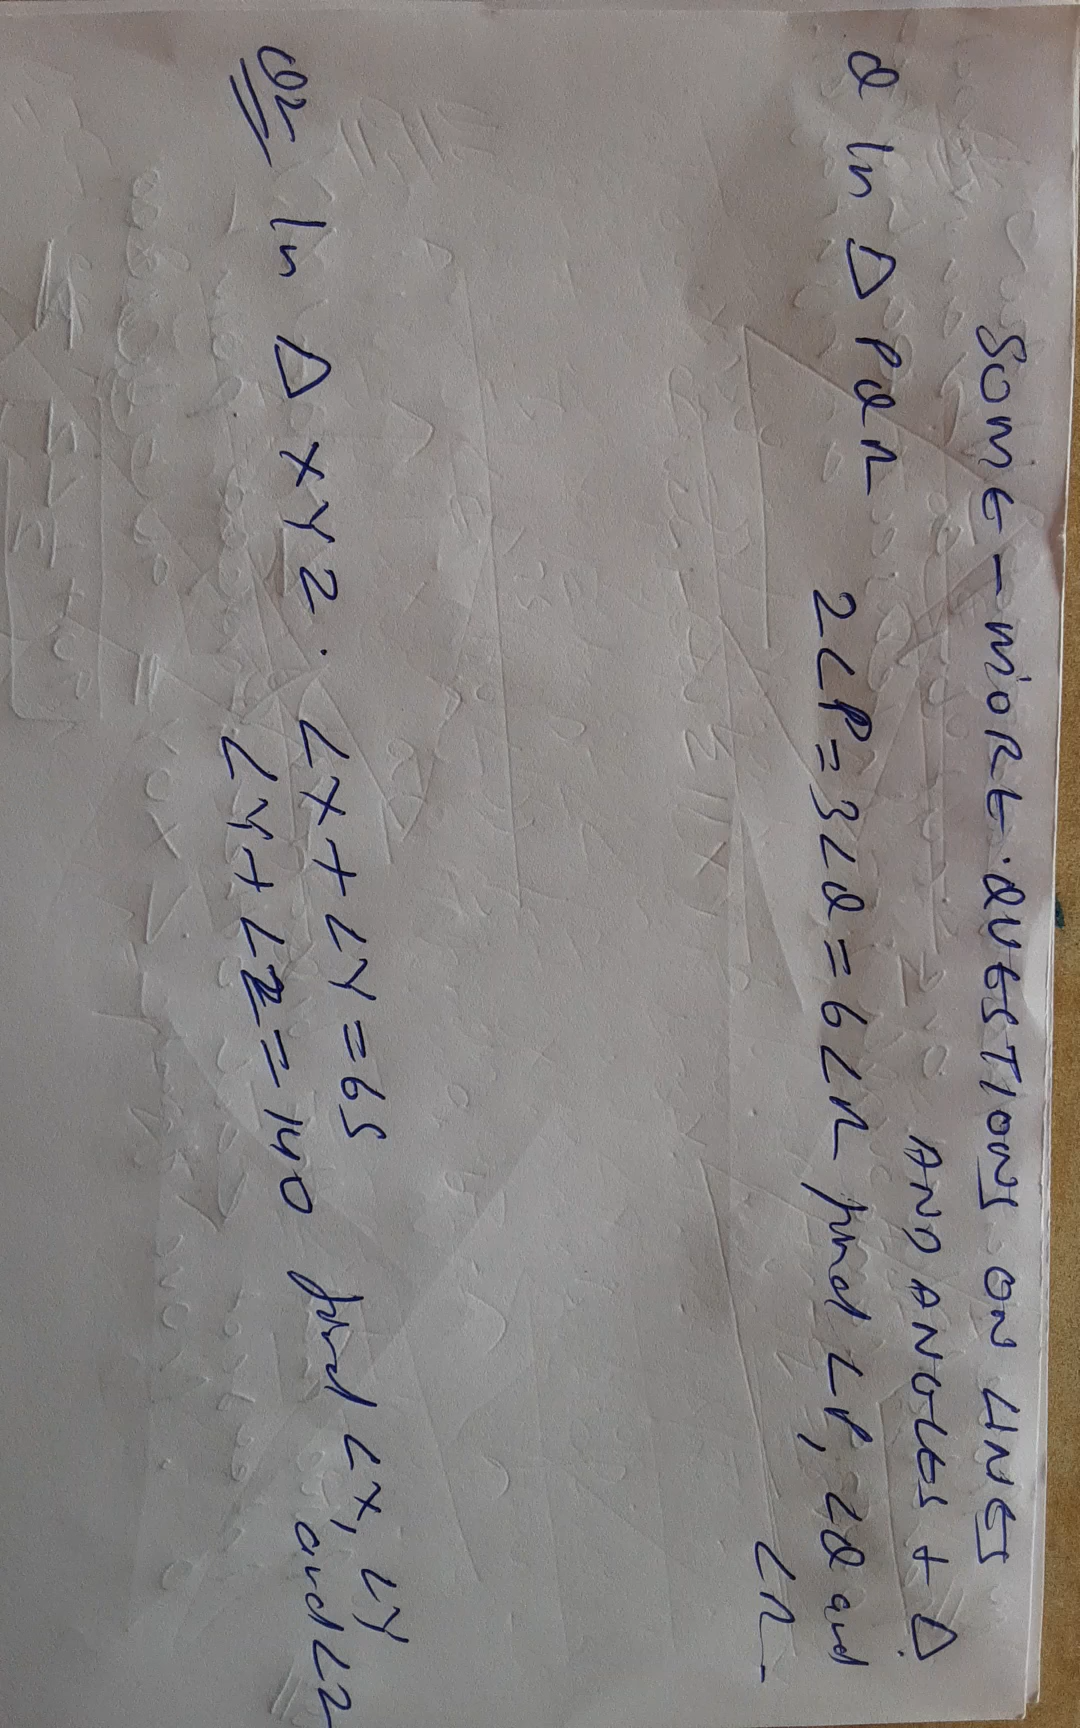 SOME - MORE. QUESTIONS ON LINES
AND ANGLES + Δ
Q In Δ PQR 2∠P=3∠Q=6∠R find ∠P, ∠Q and
∠R.
Q2 In Δ XYZ. ∠X+∠Y=65
∠Y+∠Z=140 find ∠X, ∠Y
and ∠Z